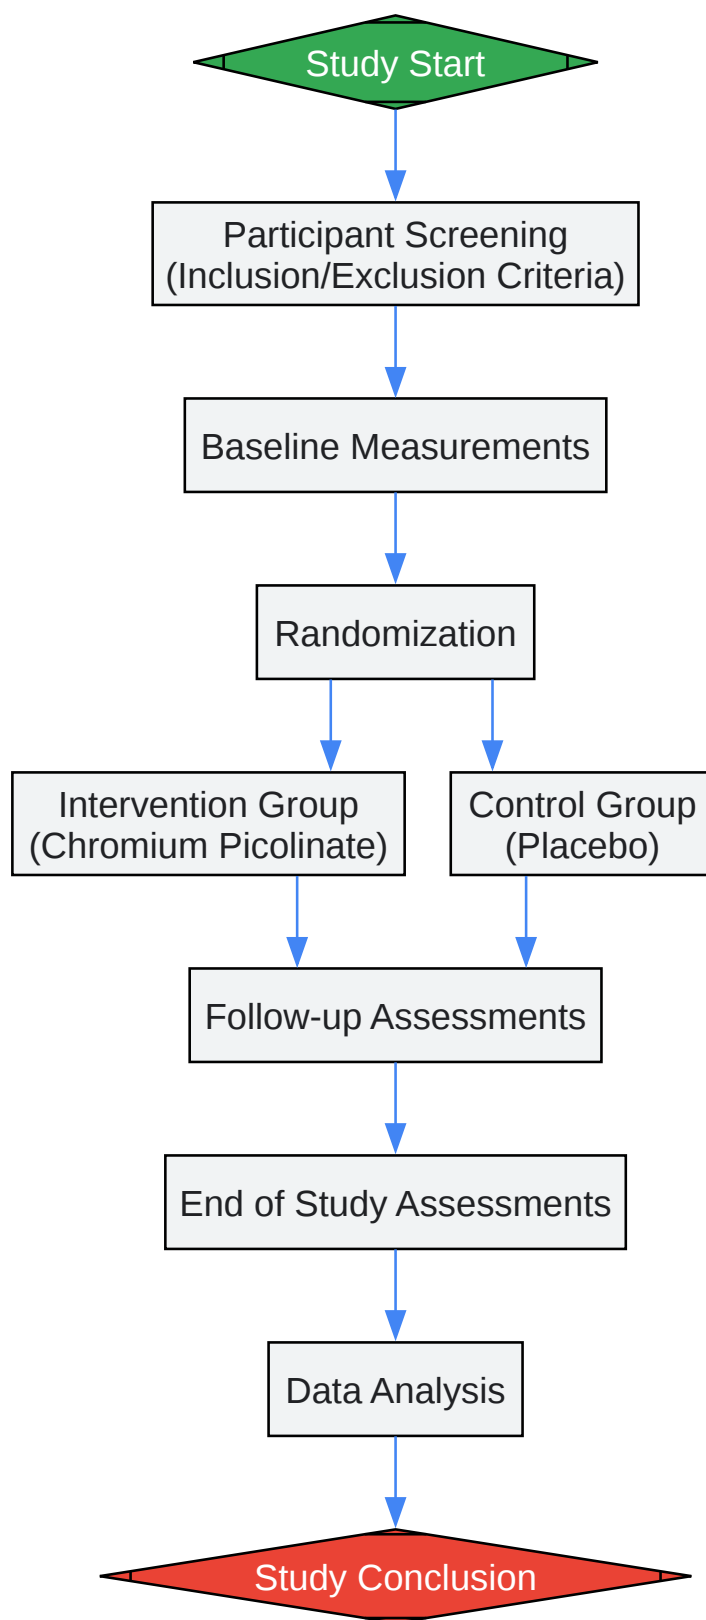 Study Start
Participant Screening
(Inclusion/Exclusion Criteria)
Baseline Measurements
Randomization
Intervention Group
(Chromium Picolinate)
Control Group
(Placebo)
Follow-up Assessments
End of Study Assessments
Data Analysis
Study Conclusion